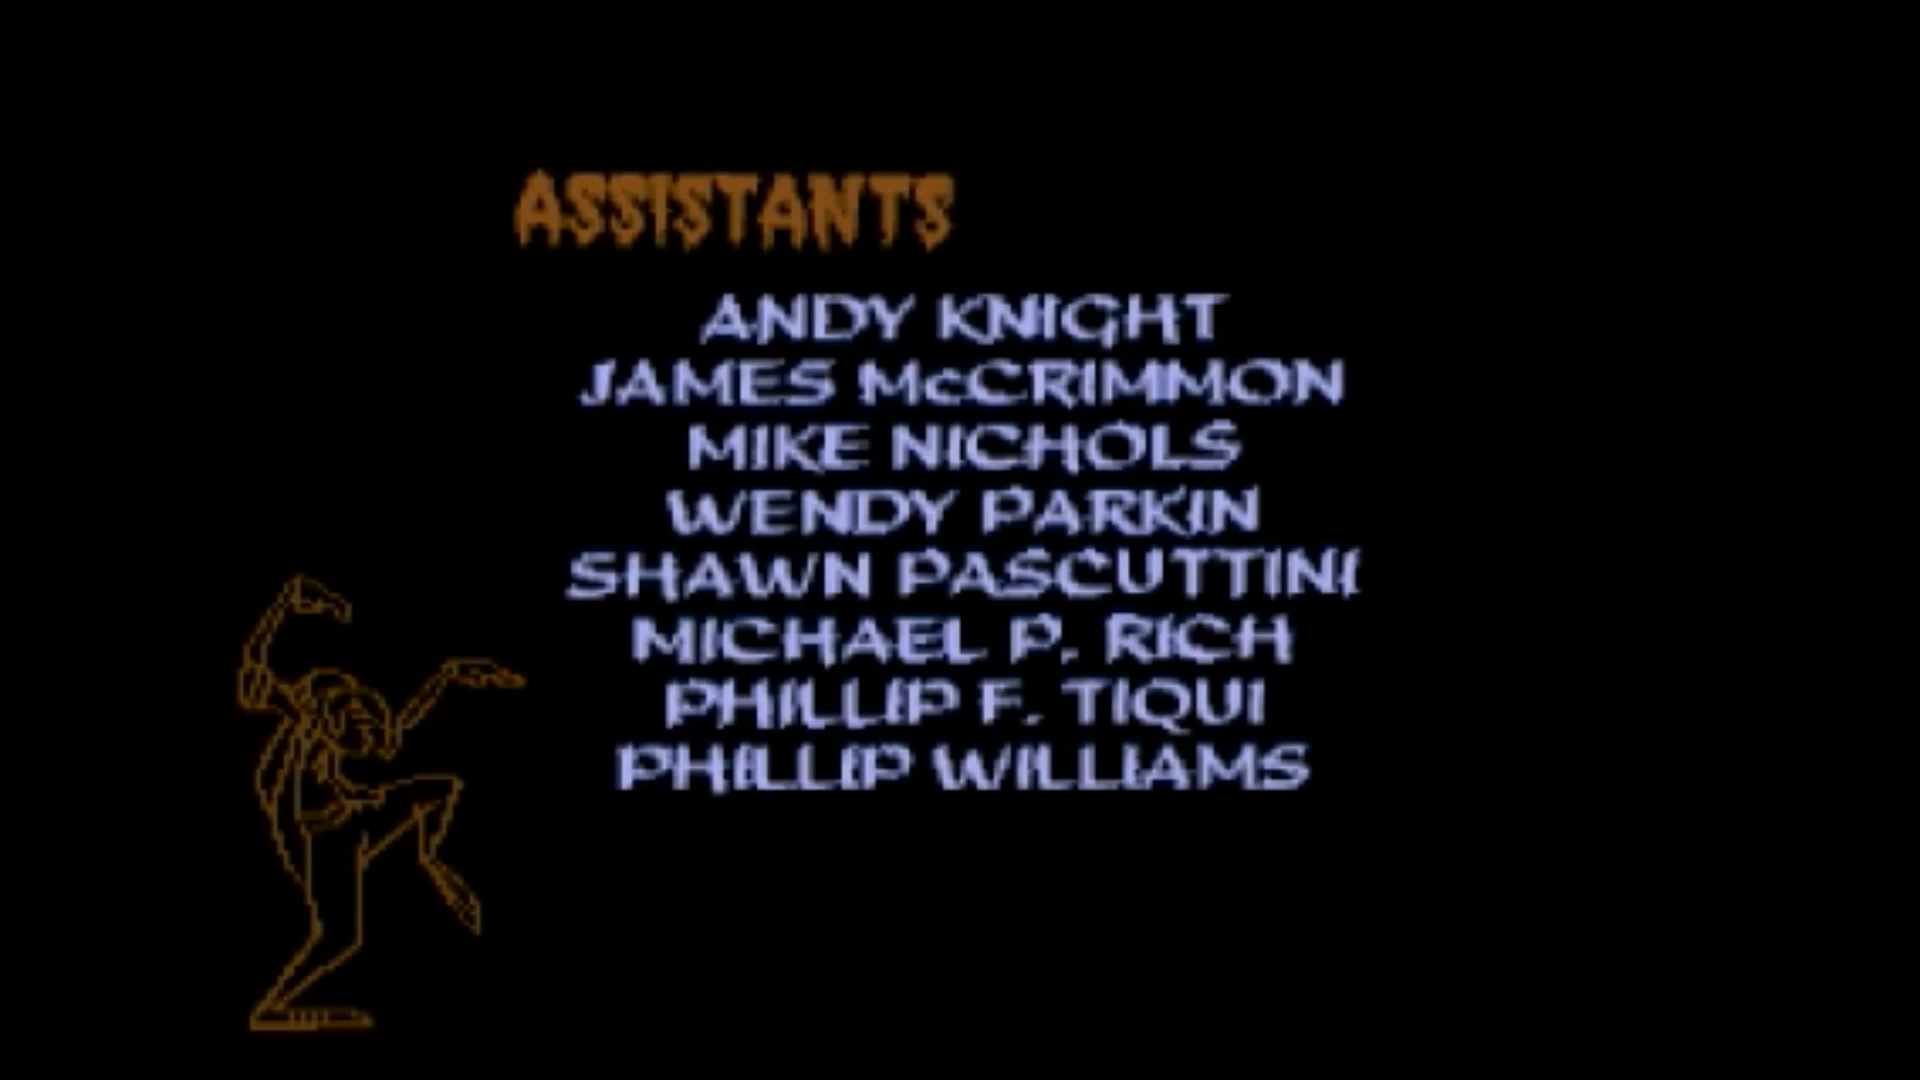 ASSISTANTS
ANDY KNIGHT
JAMES McCRIMMON
MIKE NICHOLS
WENDY PARKIN
SHAWN PASCUTTINI
MICHAEL P. RICH
PHILLIP F. TIQUI
PHILLIP WILLIAMS